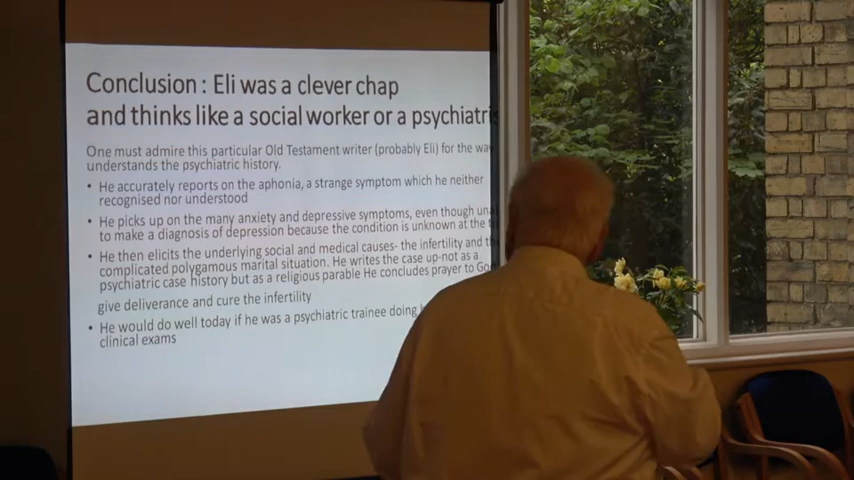 Conclusion : Eli was a clever chap
and thinks like a social worker or a psychiatris
One must admire this particular Old Testament writer (probably Eli) for the way
understands the psychiatric history.
• He accurately reports on the aphonia, a strange symptom which he neither
recognised nor understood
• He picks up on the many anxiety and depressive symptoms, even though una
to make a diagnosis of depression because the condition is unknown at the
• He then elicits the underlying social and medical causes- the infertility and
complicated polygamous marital situation. He writes the case up-not as a
psychiatric case history but as a religious parable He concludes prayer to
give deliverance and cure the infertility
• He would do well today if he was a psychiatric trainee doing
clinical exams